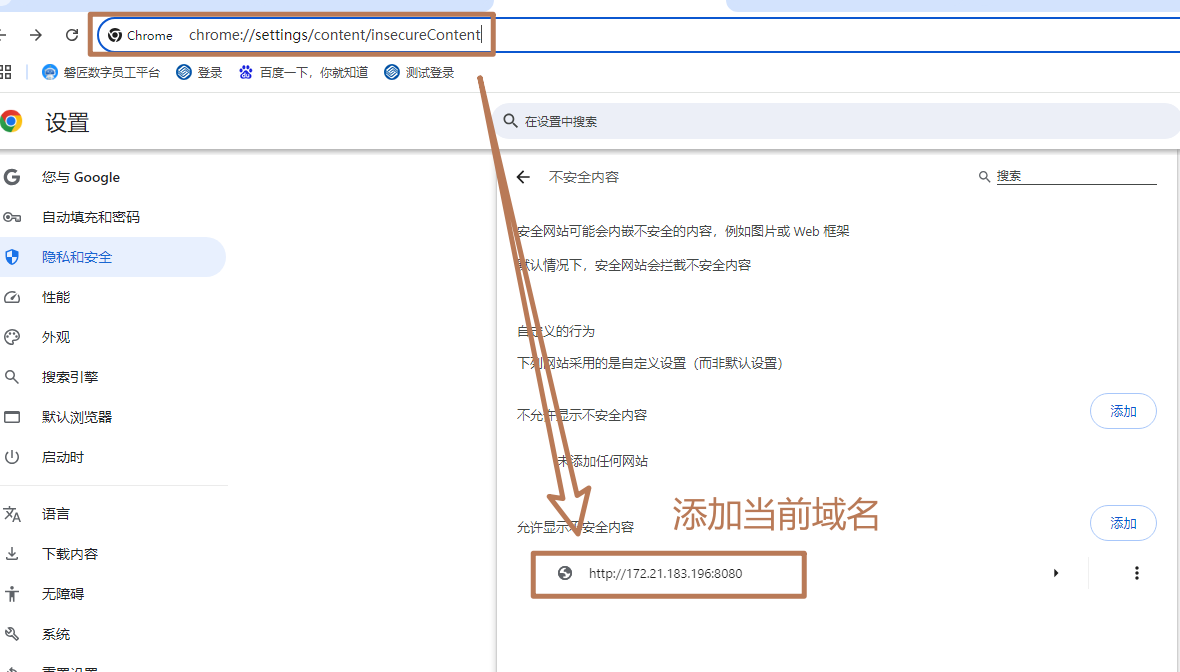 Chrome chrome://settings/content/insecureContent
磐匠数字员工平台 登录 百度一下，你就知道 测试登录
设置
在设置中搜索
您与 Google
自动填充和密码
隐私和安全
性能
外观
搜索引擎
默认浏览器
启动时
语言
下载内容
无障碍
系统
重置设置
不安全内容
搜索
安全网站可能会内嵌不安全的内容，例如图片或 Web 框架
默认情况下，安全网站会拦截不安全内容
自定义的行为
下列网站采用的是自定义设置（而非默认设置）
不允许显示不安全内容
添加
未添加任何网站
添加当前域名
允许显示不安全内容
添加
http://172.21.183.196:8080